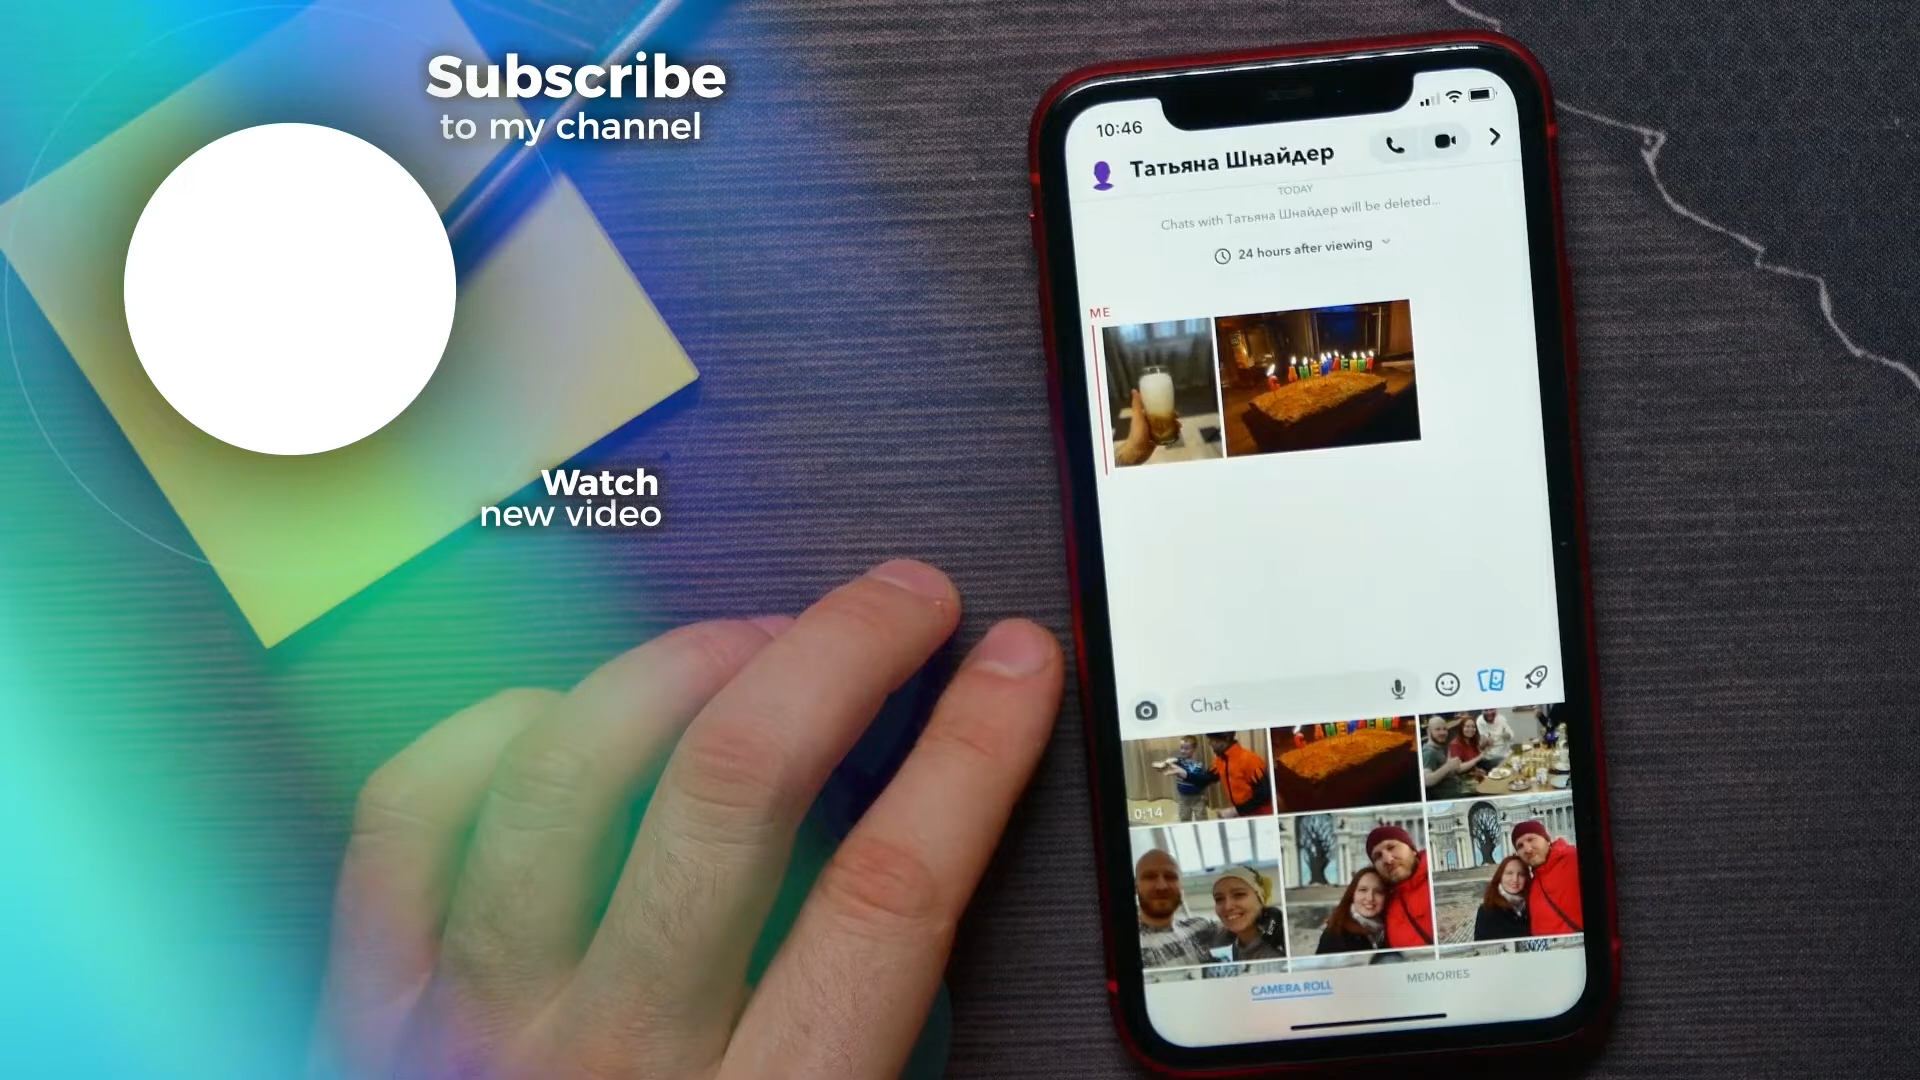 Subscribe
to my channel
Watch
new video
10:46
Татьяна Шнайдер
TODAY
Chats with Татьяна Шнайдер will be deleted...
24 hours after viewing
ME
Chat
0:14
CAMERA ROLL
MEMORIES